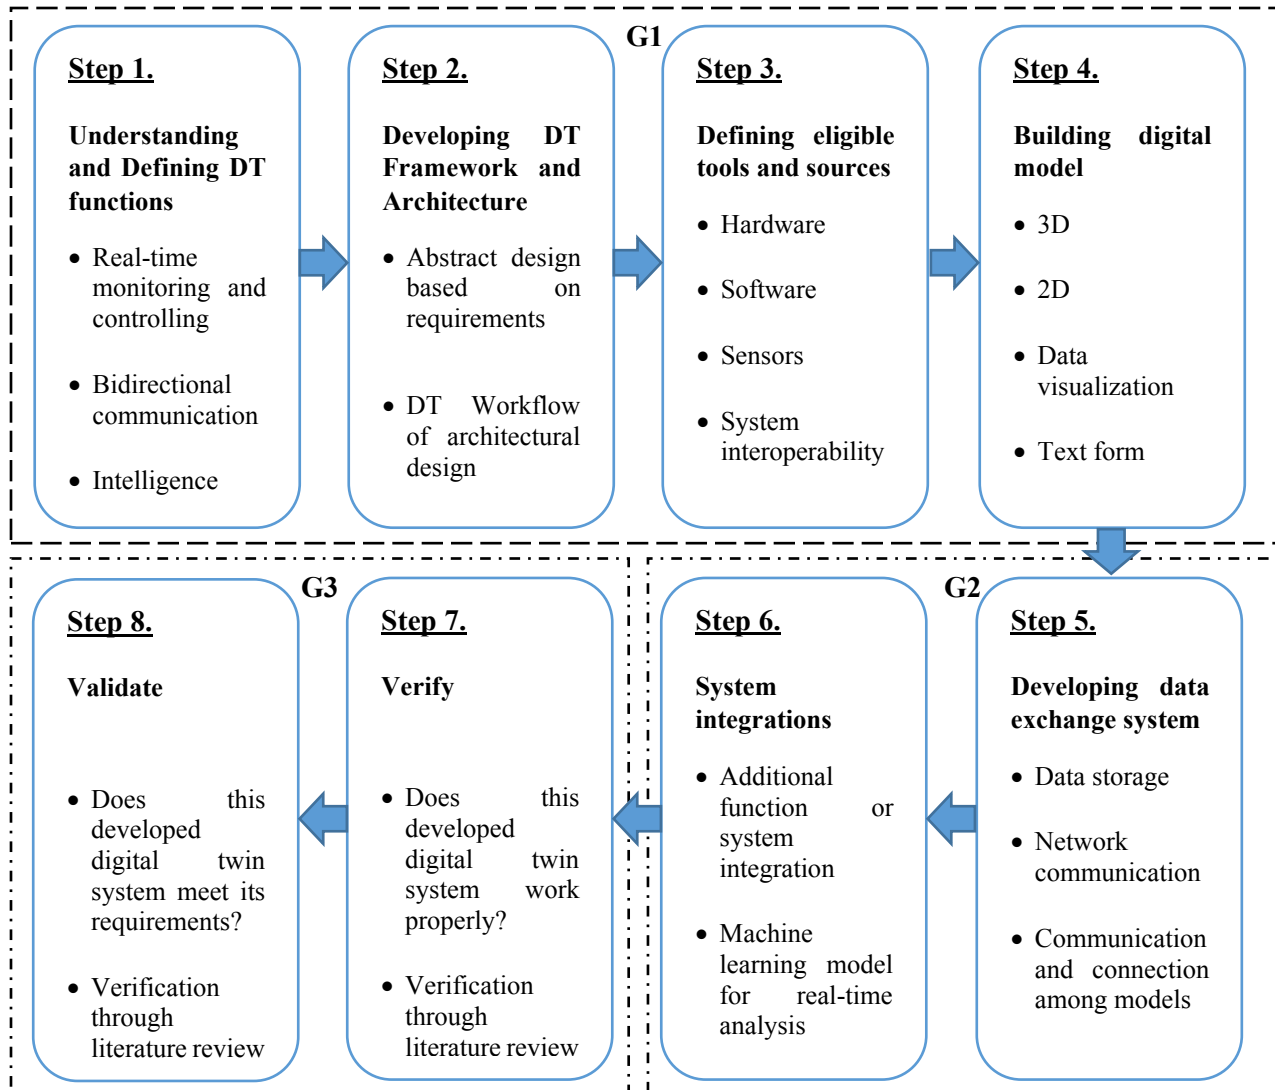 G1
Step 1.
Understanding
and Defining DT
functions
• Real-time
monitoring and
controlling
• Bidirectional
communication
• Intelligence
Step 2.
Developing DT
Framework and
Architecture
• Abstract design
based on
requirements
• DT Workflow
of architectural
design
Step 3.
Defining eligible
tools and sources
• Hardware
• Software
• Sensors
• System
interoperability
Step 4.
Building digital
model
• 3D
• 2D
• Data
visualization
• Text form
G2
Step 5.
Developing data
exchange system
• Data storage
• Network
communication
• Communication
and connection
among models
Step 6.
System
integrations
• Additional
function or
system
integration
• Machine
learning model
for real-time
analysis
G3
Step 7.
Verify
• Does this
developed
digital twin
system work
properly?
• Verification
through
literature review
Step 8.
Validate
• Does this
developed
digital twin
system meet its
requirements?
• Verification
through
literature review